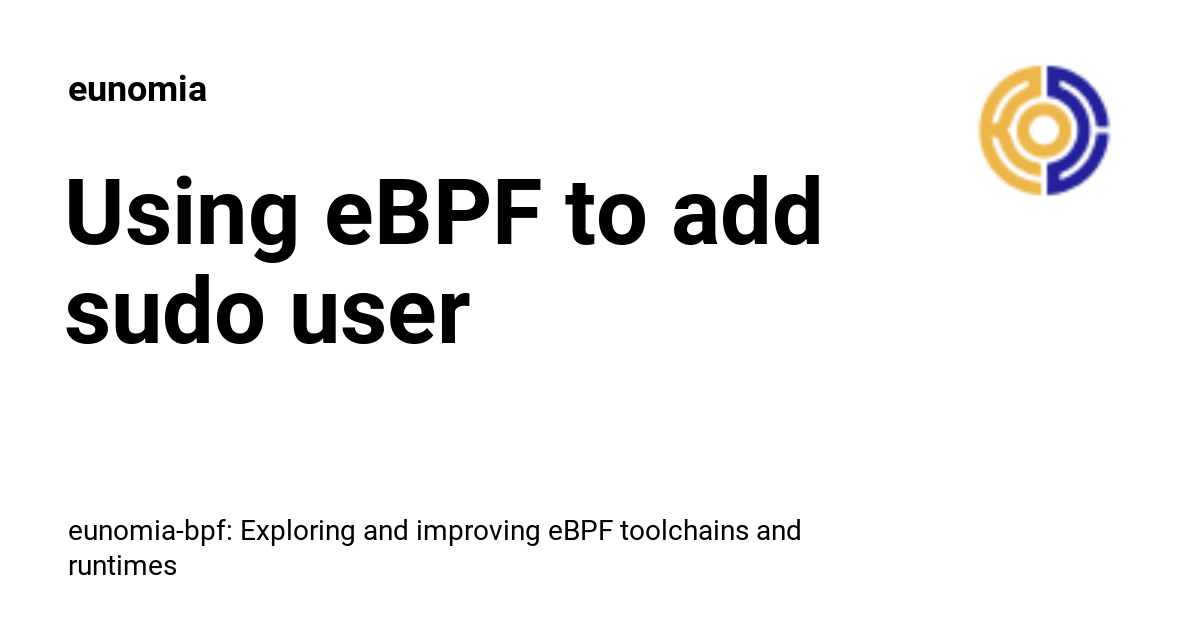 eunomia
Using eBPF to add
sudo user
eunomia-bpf: Exploring and improving eBPF toolchains and
runtimes